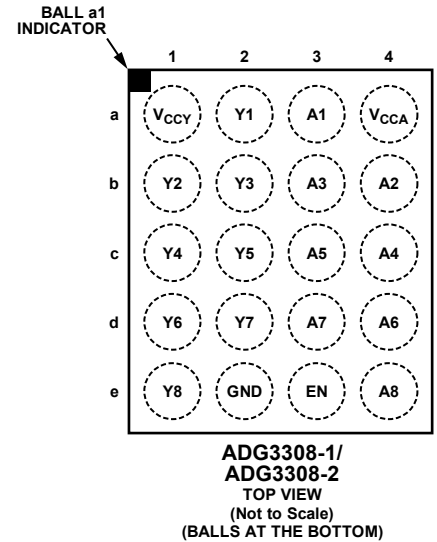 BALL a1
INDICATOR
1 2 3 4
a VCCY Y1 A1 VCCA
b Y2 Y3 A3 A2
c Y4 Y5 A5 A4
d Y6 Y7 A7 A6
e Y8 GND EN A8
ADG3308-1/
ADG3308-2
TOP VIEW
(Not to Scale)
(BALLS AT THE BOTTOM)